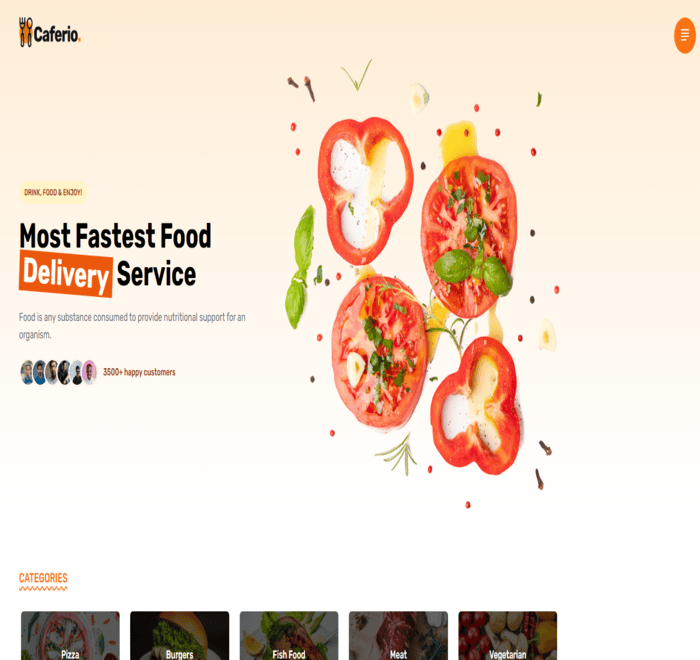 Caferio.
DRINK, FOOD & ENJOY!
Most Fastest Food
Delivery Service
Food is any substance consumed to provide nutritional support for an
organism.
3500+ happy customers
CATEGORIES
Pizza
Burgers
Fish Food
Meat
Vegetarian